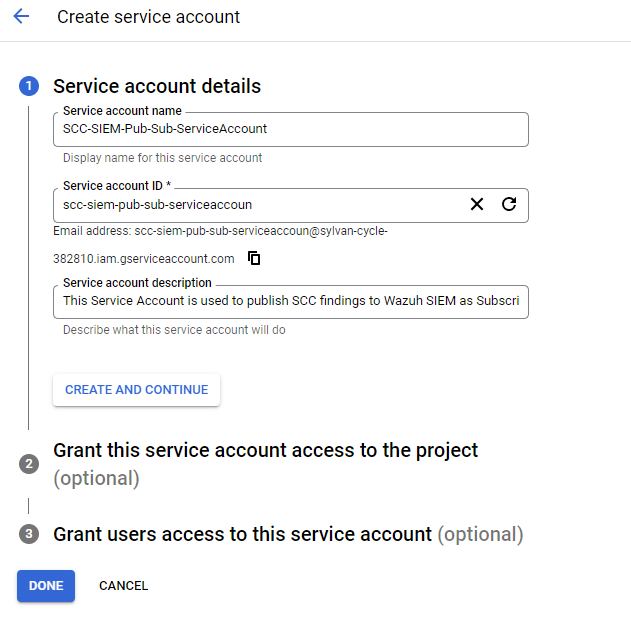 Create service account
1
Service account details
Service account name
SCC-SIEM-Pub-Sub-ServiceAccount
Display name for this service account
Service account ID *
scc-siem-pub-sub-serviceaccoun
Email address: scc-siem-pub-sub-serviceaccoun@sylvan-cycle-
382810.iam.gserviceaccount.com
Service account description
This Service Account is used to publish SCC findings to Wazuh SIEM as Subscri
Describe what this service account will do
CREATE AND CONTINUE
2
Grant this service account access to the project
(optional)
3
Grant users access to this service account (optional)
DONE
CANCEL